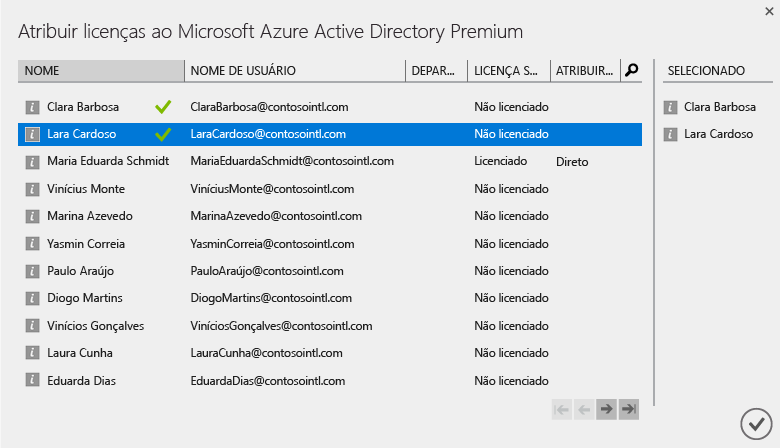 Atribuir licenças ao Microsoft Azure Active Directory Premium
NOME NOME DE USUÁRIO DEPAR... LICENÇA S... ATRIBUIR... SELECIONADO
Clara Barbosa ClaraBarbosa@contosointl.com Não licenciado Clara Barbosa
Lara Cardoso LaraCardoso@contosointl.com Não licenciado Lara Cardoso
Maria Eduarda Schmidt MariaEduardaSchmidt@contosointl.com Licenciado Direto
Vinícius Monte ViníciusMonte@contosointl.com Não licenciado
Marina Azevedo MarinaAzevedo@contosointl.com Não licenciado
Yasmin Correia YasminCorreia@contosointl.com Não licenciado
Paulo Araújo PauloAraújo@contosointl.com Não licenciado
Diogo Martins DiogoMartins@contosointl.com Não licenciado
Vinícios Gonçalves ViníciosGonçalves@contosointl.com Não licenciado
Laura Cunha LauraCunha@contosointl.com Não licenciado
Eduarda Dias EduardaDias@contosointl.com Não licenciado